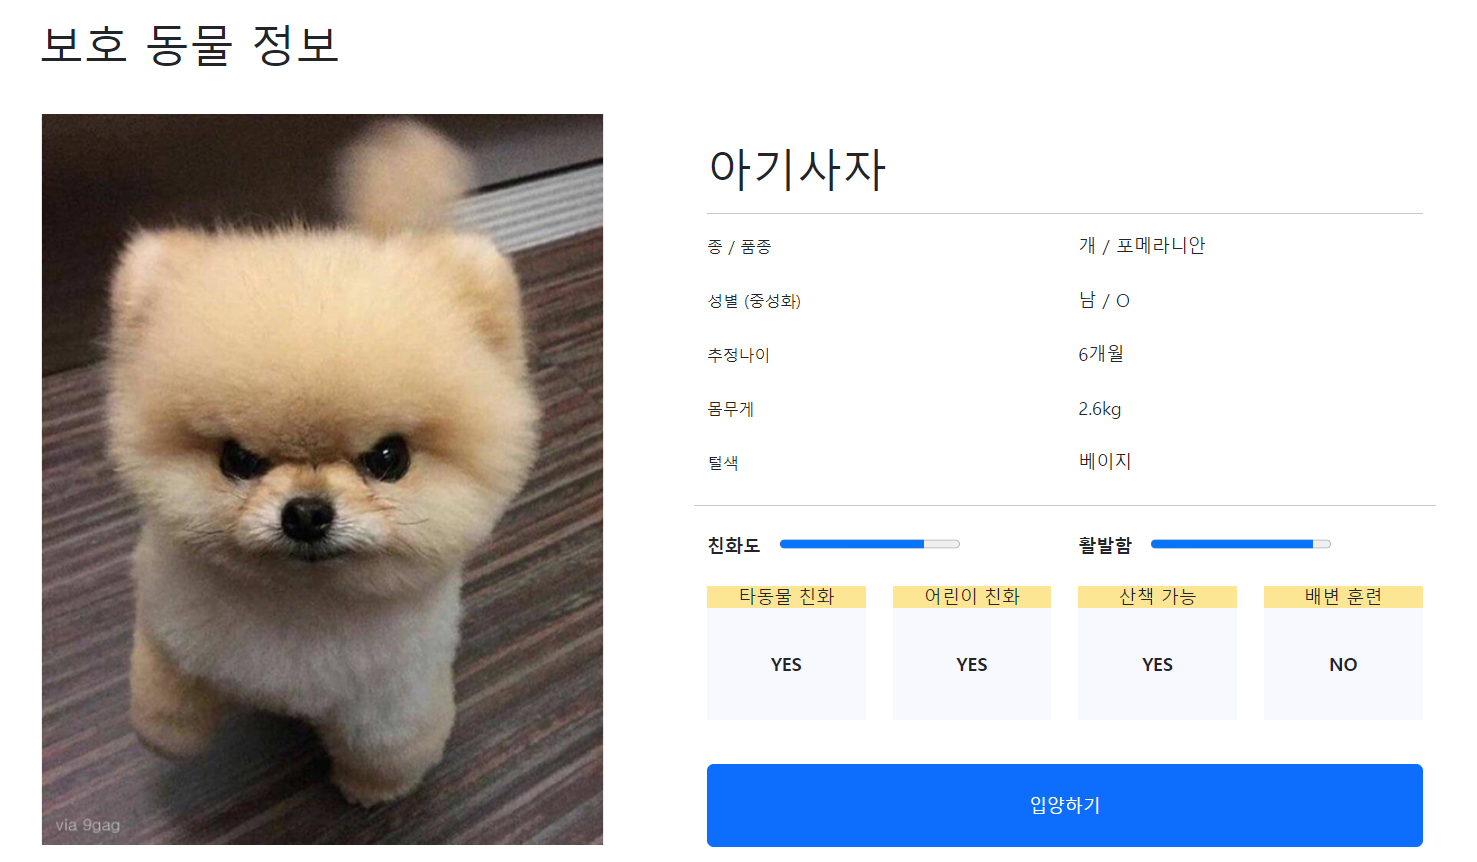 보호 동물 정보
아기사자
종 / 품종 개 / 포메라니안
성별 (중성화) 남 / O
추정나이 6개월
몸무게 2.6kg
털색 베이지
친화도 활발함
타동물 친화 어린이 친화 산책 가능 배변 훈련
YES YES YES NO
입양하기
via 9gag